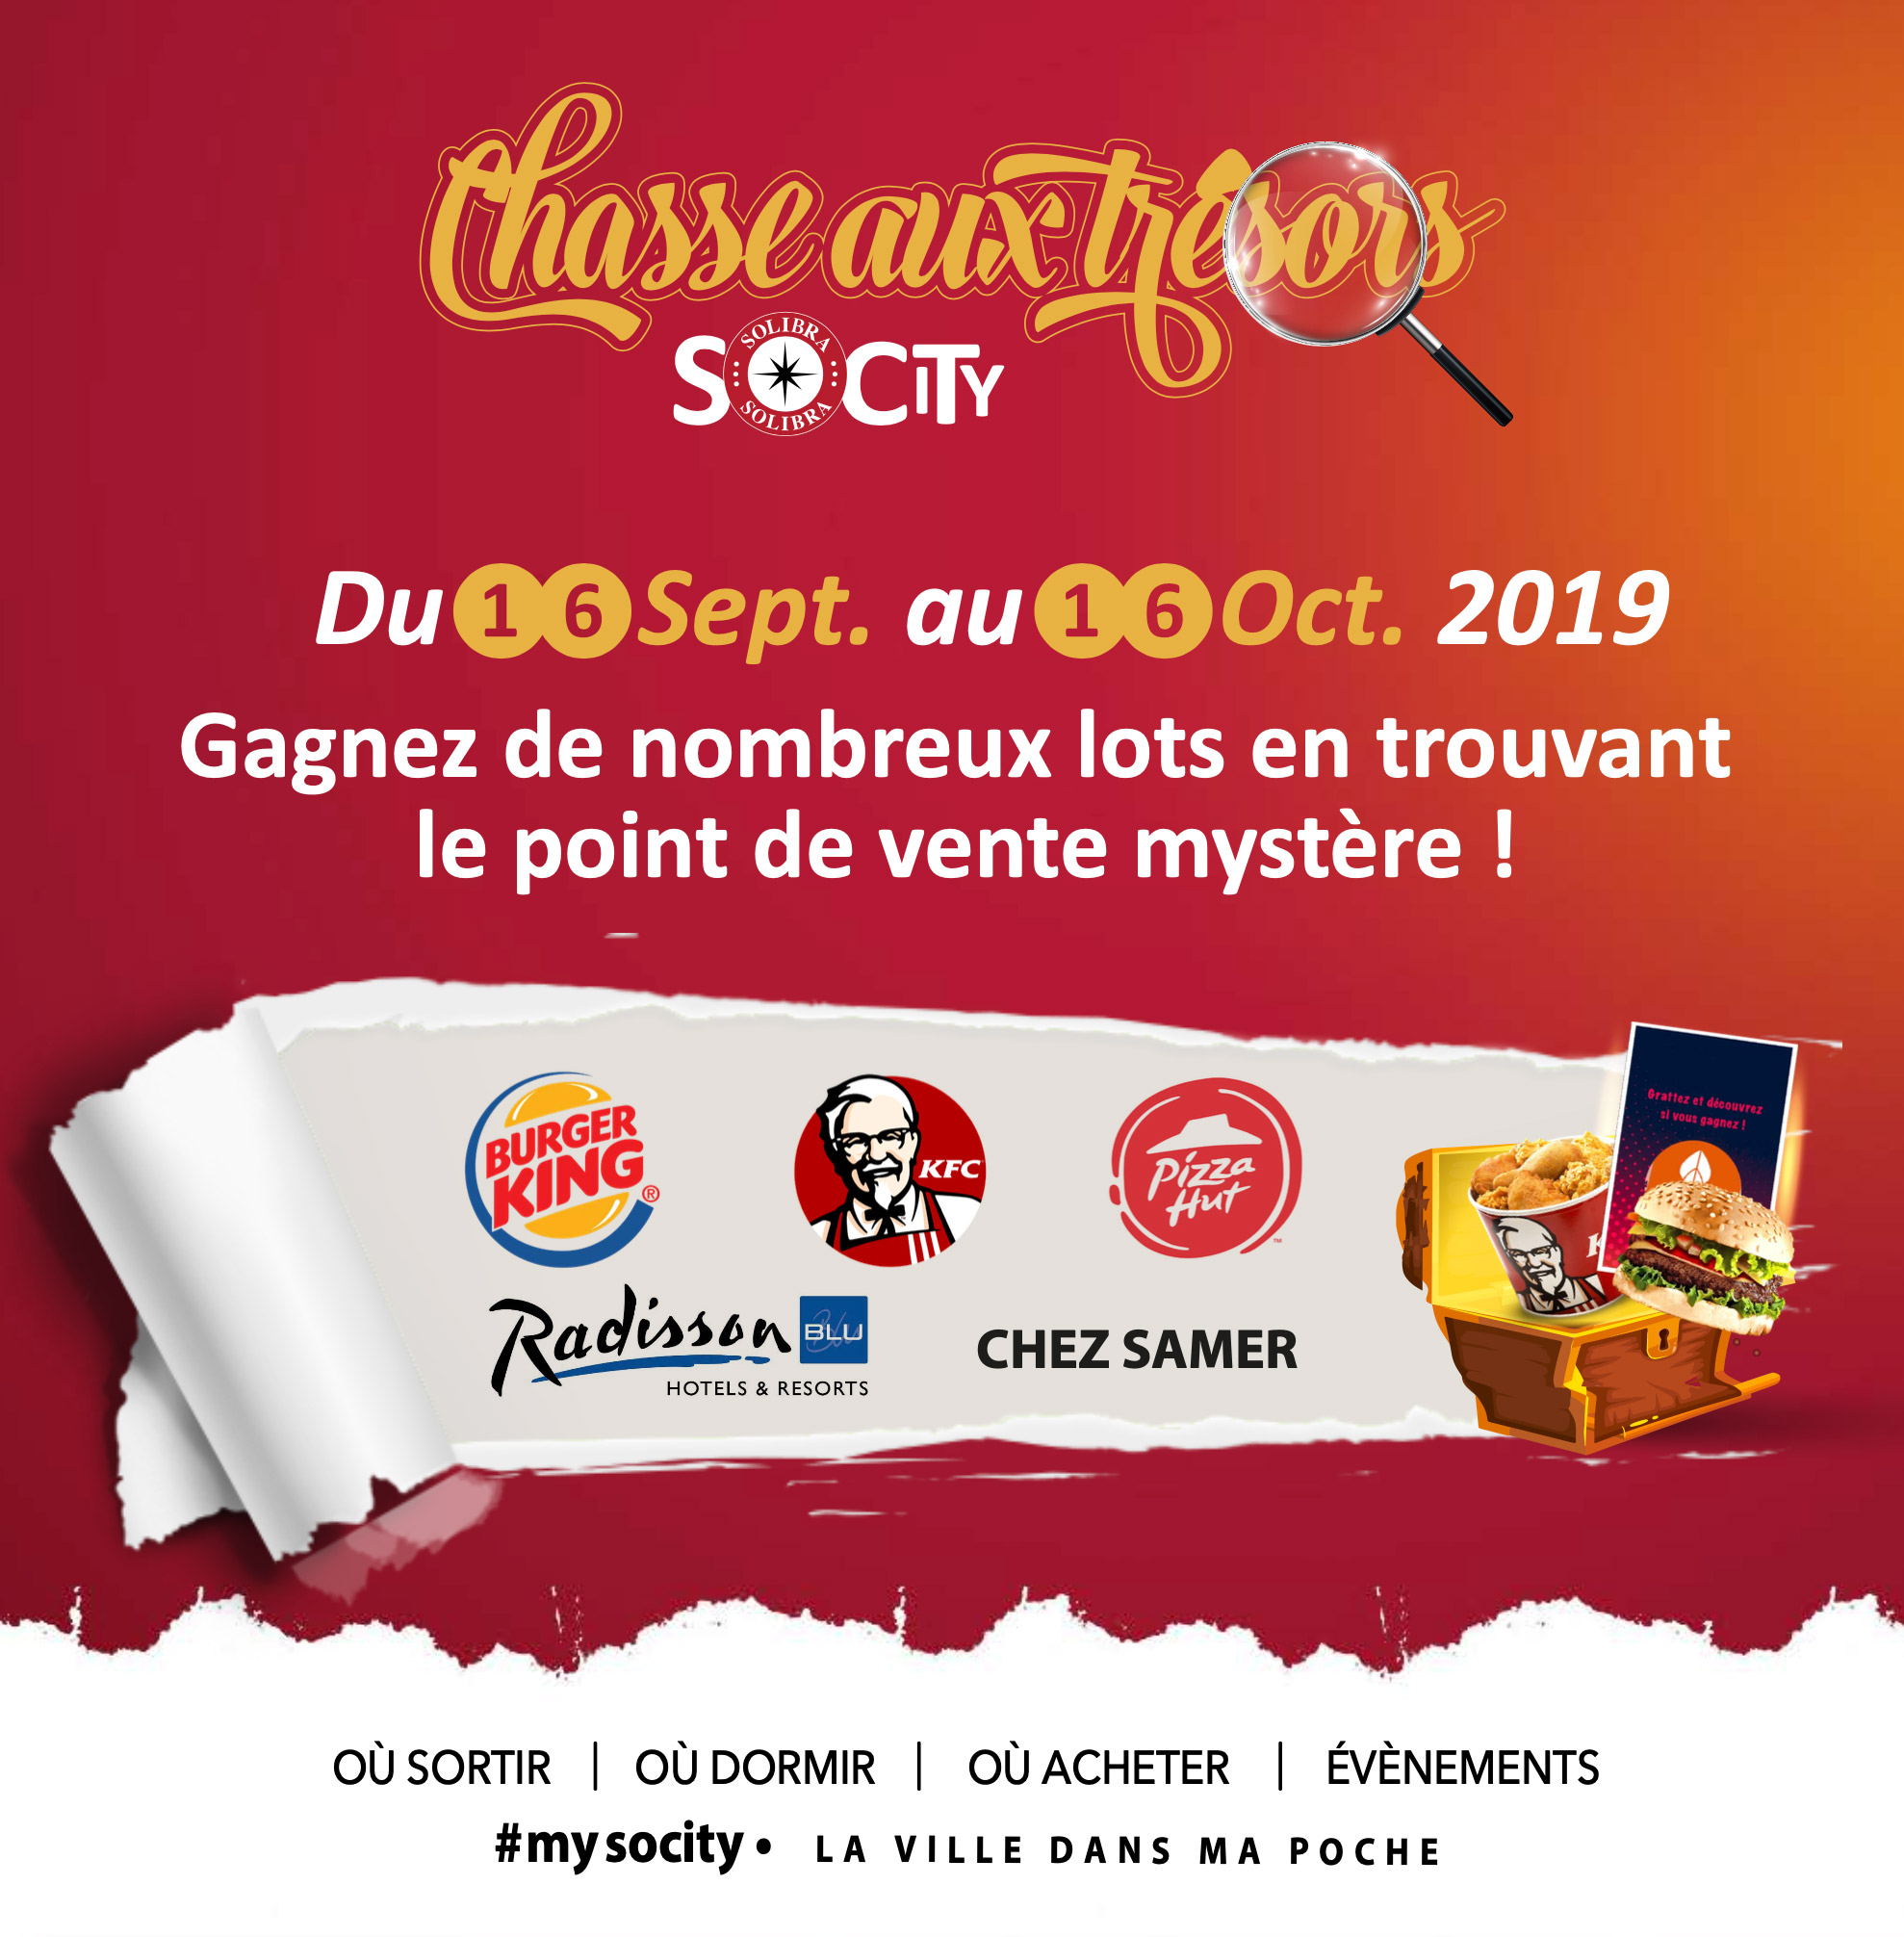 Chasse aux trésors
SOCITY
SOLIBRA
SOLIBRA
Du 16 Sept. au 16 Oct. 2019
Gagnez de nombreux lots en trouvant
le point de vente mystère !
BURGER
KING
®
KFC
Pizza
Hut
™
Grattez et découvrez
si vous gagnez !
K
Radisson BLU
HOTELS & RESORTS
CHEZ SAMER
OÙ SORTIR | OÙ DORMIR | OÙ ACHETER | ÉVÈNEMENTS
#mysocity • LA VILLE DANS MA POCHE